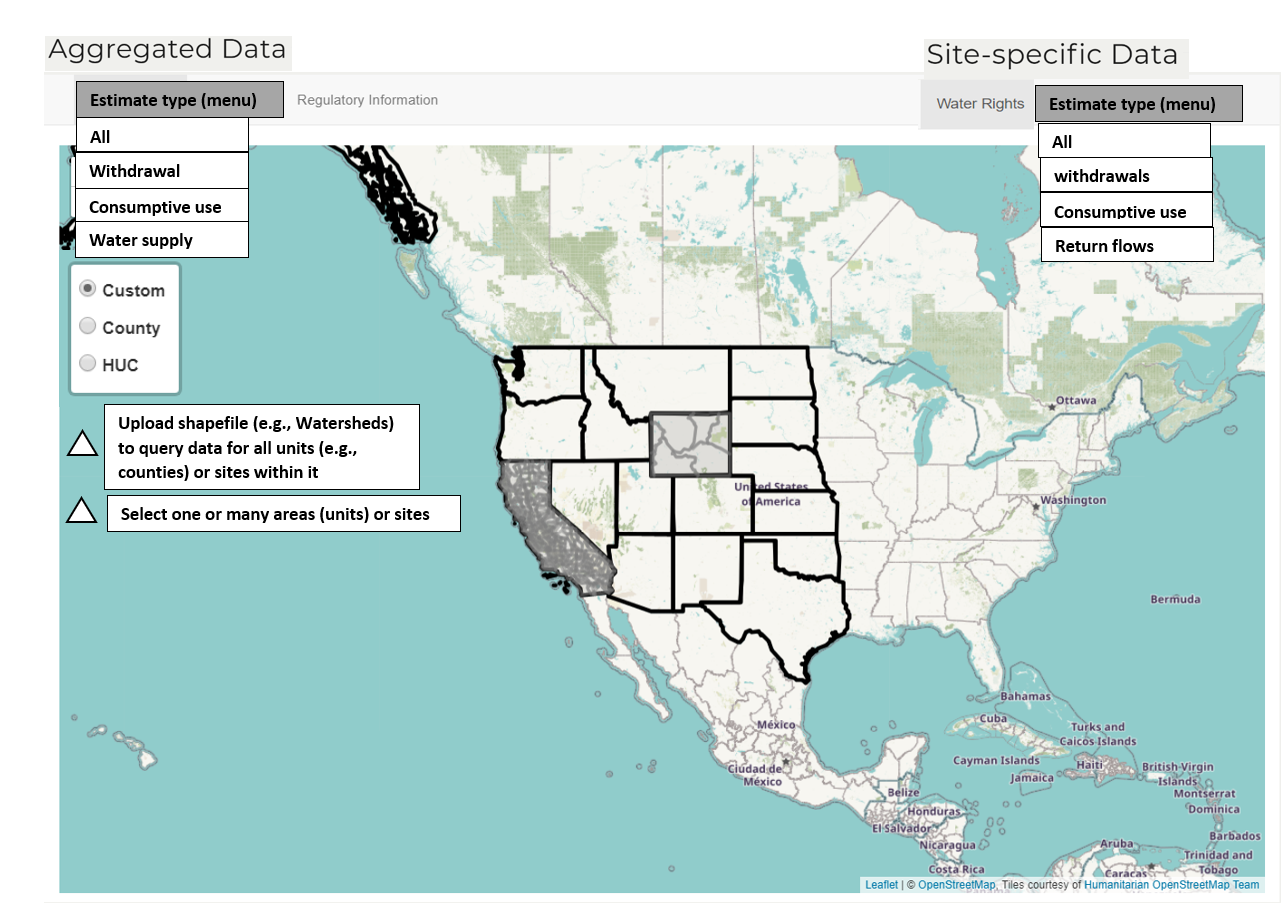 Aggregated Data
Site-specific Data
Estimate type (menu)
Regulatory Information
Water Rights
Estimate type (menu)
All
Withdrawal
Consumptive use
Water supply
All
withdrawals
Consumptive use
Return flows
Custom
County
HUC
Upload shapefile (e.g., Watersheds)
to query data for all units (e.g.,
counties) or sites within it
Select one or many areas (units) or sites
Ottawa
United States
of America
Washington
Bermuda
Bahamas
Cuba
Turks and
Caicos Islands
México
Cayman Islands
Haiti
Jamaica
British Virgin
Islands
Ciudad de
México
Montserrat
Belize
Dominica
Honduras
El Salvador
Barbados
Nicaragua
Aruba
Trinidad and
Tobago
Costa Rica
Caracas
Leaflet | © OpenStreetMap, Tiles courtesy of Humanitarian OpenStreetMap Team